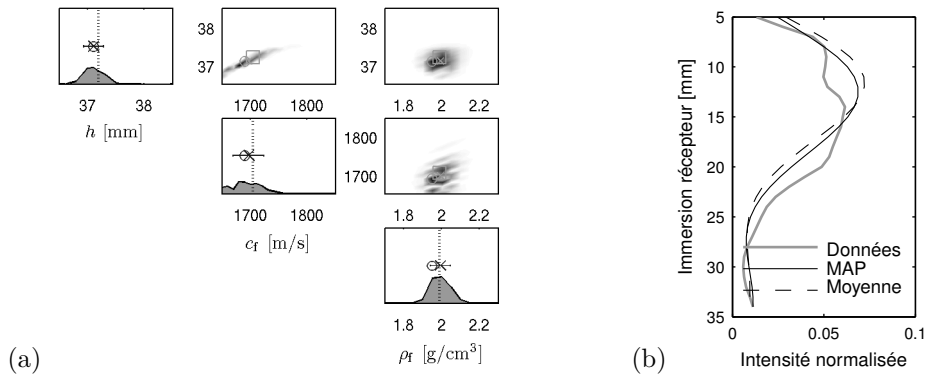 38
37
37 38
h [mm]
38
37
1700 1800
38
37
1.8 2 2.2
1700 1800
c_f [m/s]
1800
1700
1.8 2 2.2
1.8 2 2.2
ρ_f [g/cm³]
(a)
5
10
15
20
25
30
35
0 0.05 0.1
Immersion récepteur [mm]
Intensité normalisée
Données
MAP
Moyenne
(b)